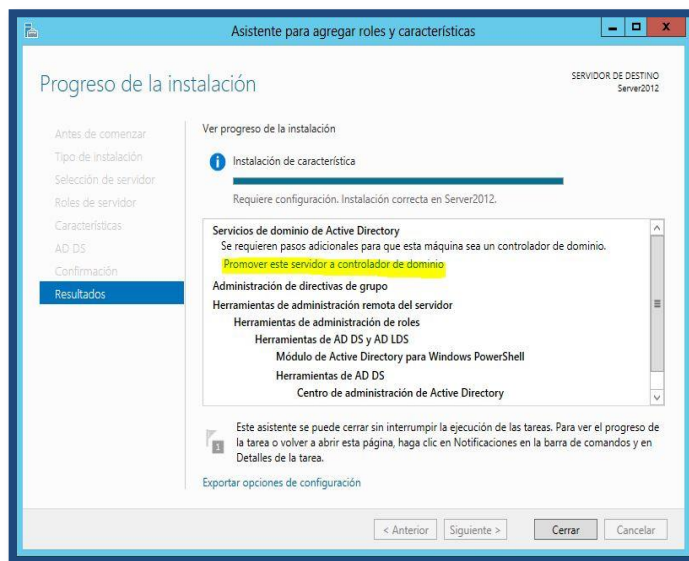 Asistente para agregar roles y características
Progreso de la instalación
SERVIDOR DE DESTINO
Server2012
Antes de comenzar
Tipo de instalación
Selección de servidor
Roles de servidor
Características
AD DS
Confirmación
Resultados
Ver progreso de la instalación
Instalación de característica
Requiere configuración. Instalación correcta en Server2012.
Servicios de dominio de Active Directory
Se requieren pasos adicionales para que esta máquina sea un controlador de dominio.
Promover este servidor a controlador de dominio
Administración de directivas de grupo
Herramientas de administración remota del servidor
Herramientas de administración de roles
Herramientas de AD DS y AD LDS
Módulo de Active Directory para Windows PowerShell
Herramientas de AD DS
Centro de administración de Active Directory
1
Este asistente se puede cerrar sin interrumpir la ejecución de las tareas. Para ver el progreso de
la tarea o volver a abrir esta página, haga clic en Notificaciones en la barra de comandos y en
Detalles de la tarea.
Exportar opciones de configuración
< Anterior
Siguiente >
Cerrar
Cancelar